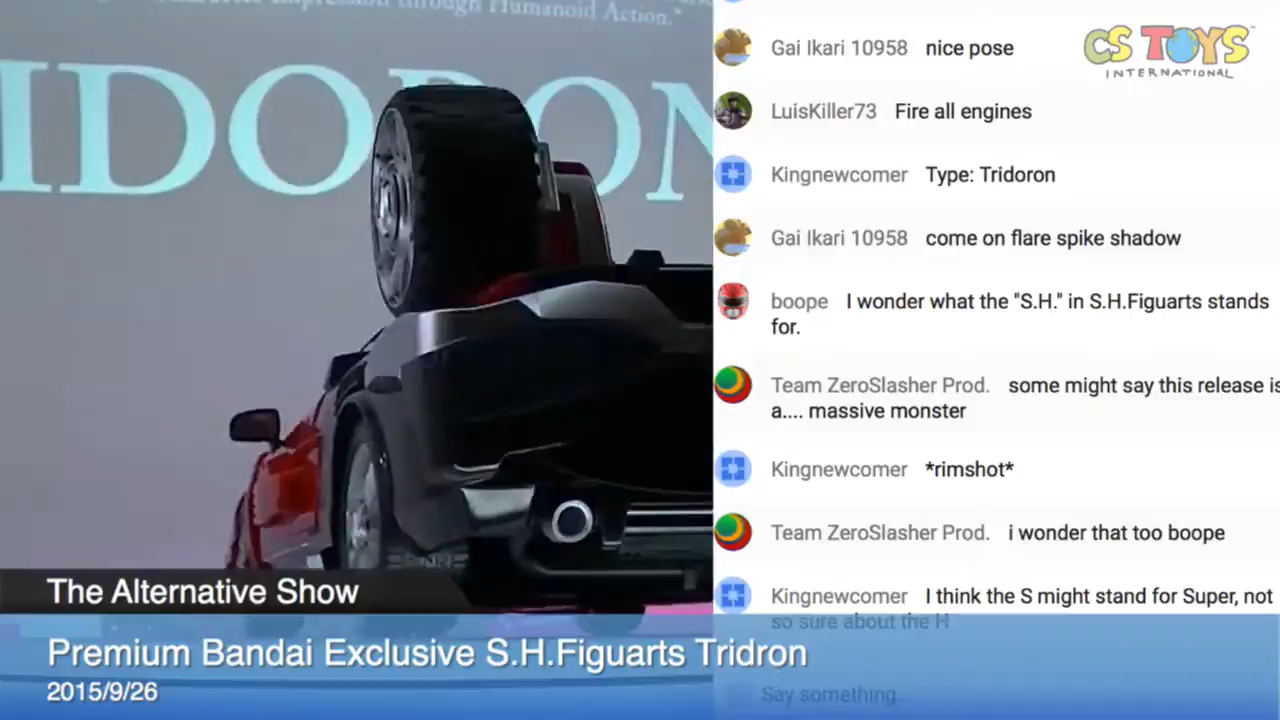 through Humanoid Action."
IDORON
CS TOYS
INTERNATIONAL
Gai Ikari 10958 nice pose
LuisKiller73 Fire all engines
Kingnewcomer Type: Tridoron
Gai Ikari 10958 come on flare spike shadow
boope I wonder what the "S.H." in S.H.Figuarts stands
for.
Team ZeroSlasher Prod. some might say this release is
a.... massive monster
Kingnewcomer *rimshot*
Team ZeroSlasher Prod. i wonder that too boope
Kingnewcomer I think the S might stand for Super, not
so sure about the H
Say something...
The Alternative Show
Premium Bandai Exclusive S.H.Figuarts Tridron
2015/9/26